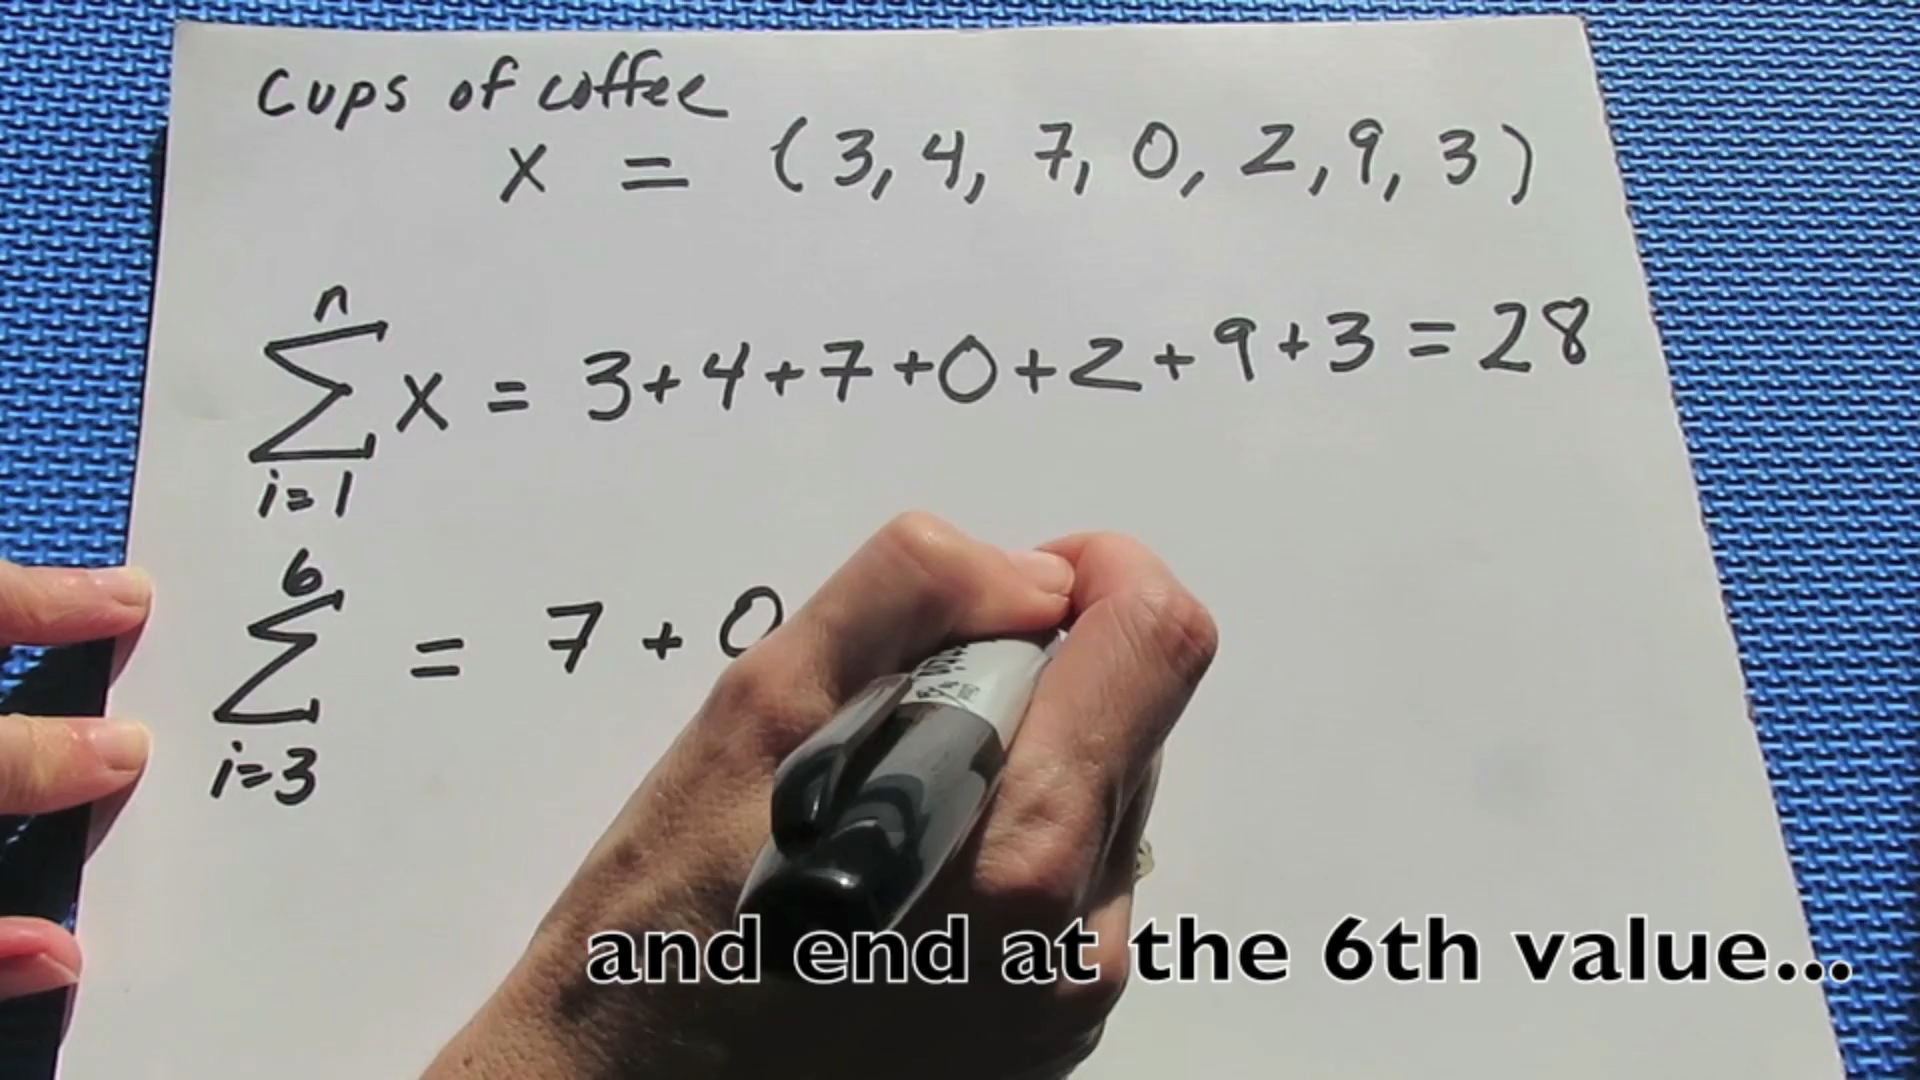 Cups of coffee
x = (3, 4, 7, 0, 2, 9, 3)
n
∑ x = 3+4+7+0+2+9+3 = 28
i=1
6
∑ = 7 + 0
i=3
and end at the 6th value...